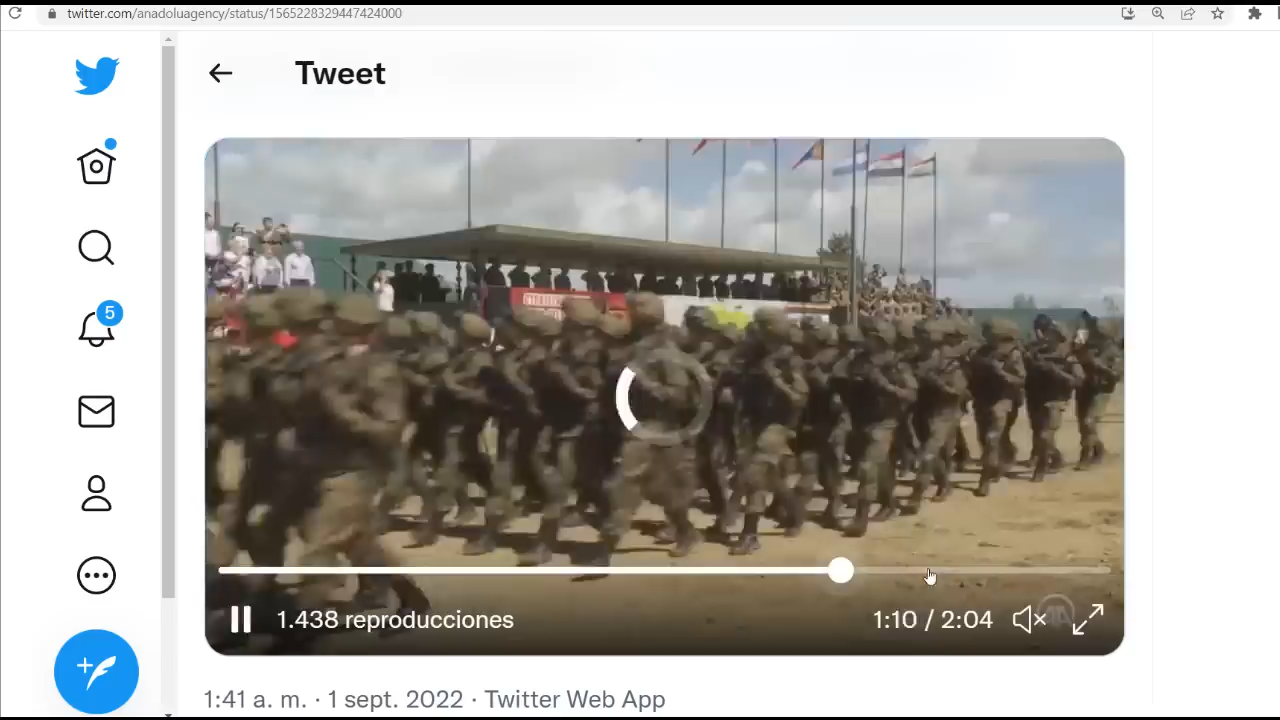 twitter.com/anadoluagency/status/1565228329447424000
Tweet
5
1.438 reproducciones
1:10 / 2:04
AA
1:41 a. m. · 1 sept. 2022 · Twitter Web App